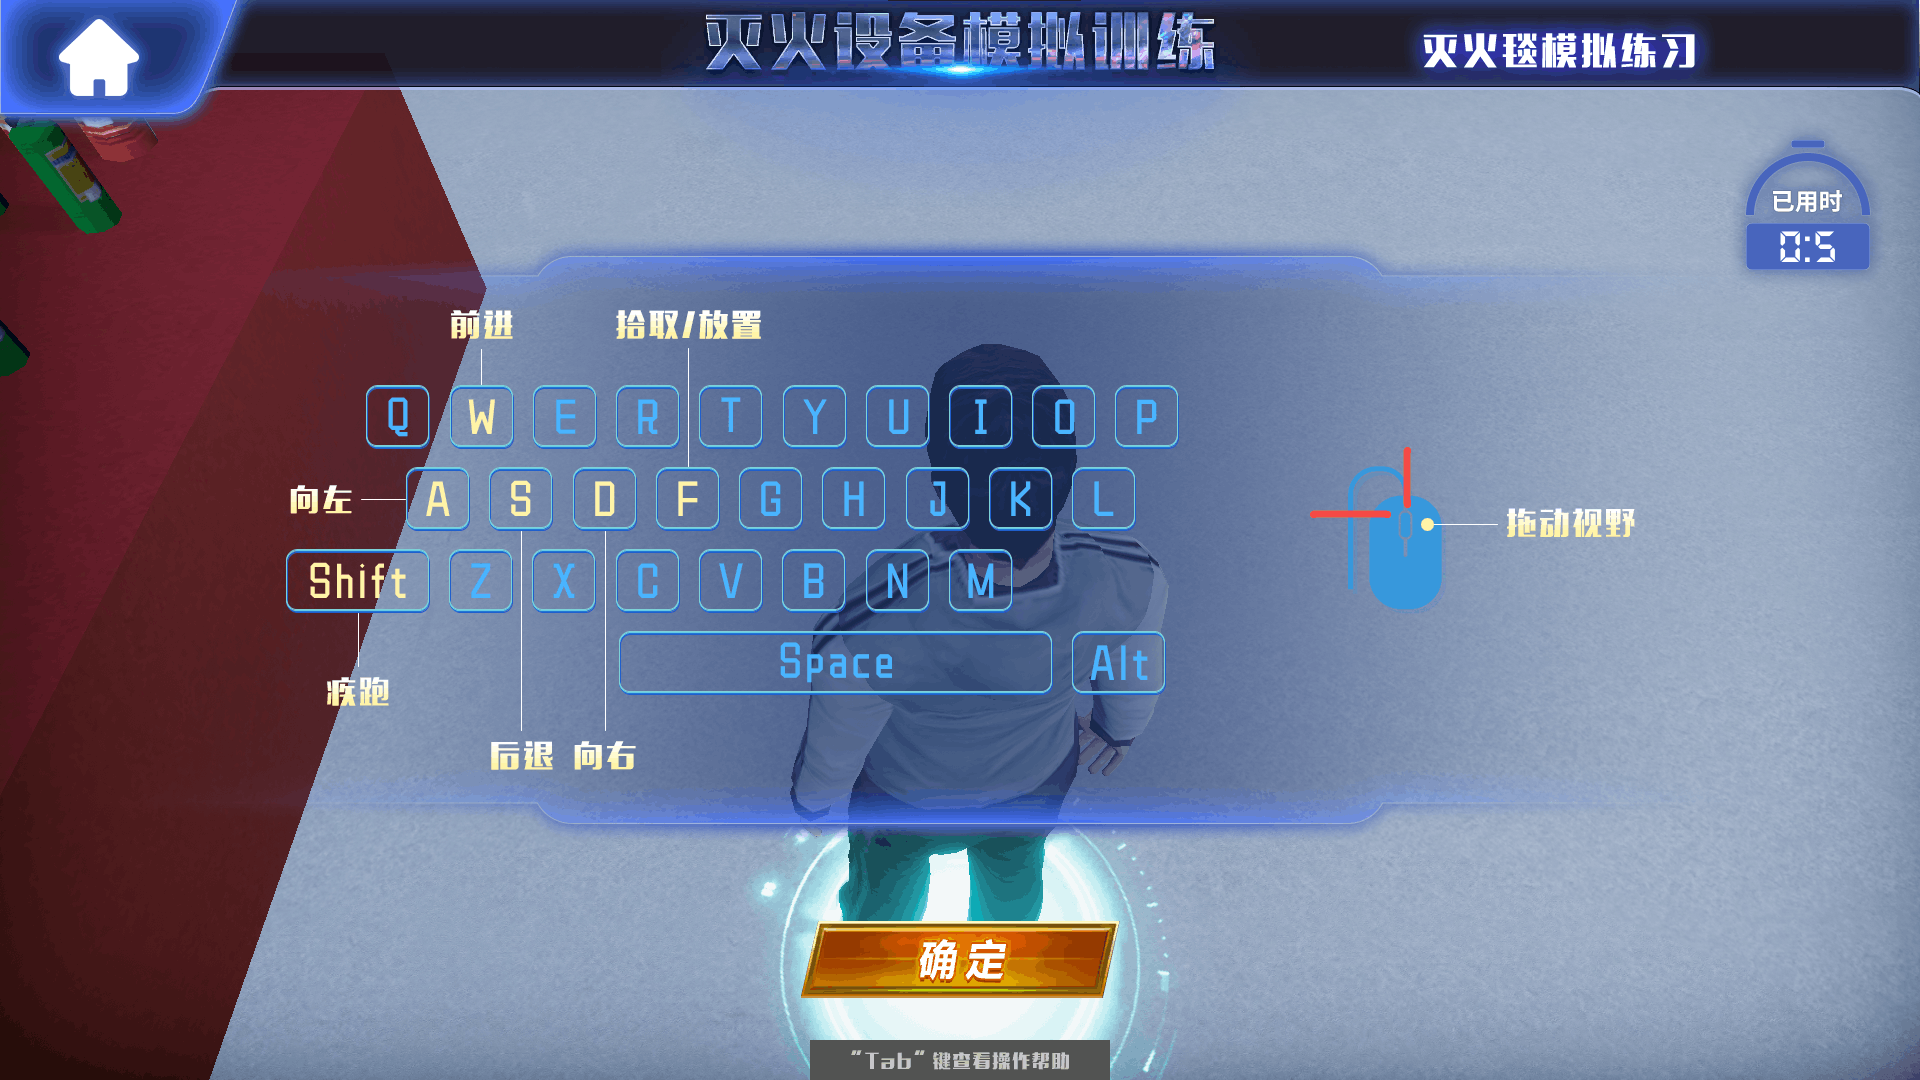 灭火设备模拟训练
灭火毯模拟练习
已用时
0:5
前进
拾取/放置
Q W E R T Y U I O P
向左
A S D F G H J K L
拖动视野
Shift Z X C V B N M
Space Alt
疾跑
后退 向右
确定
"Tab"键查看操作帮助